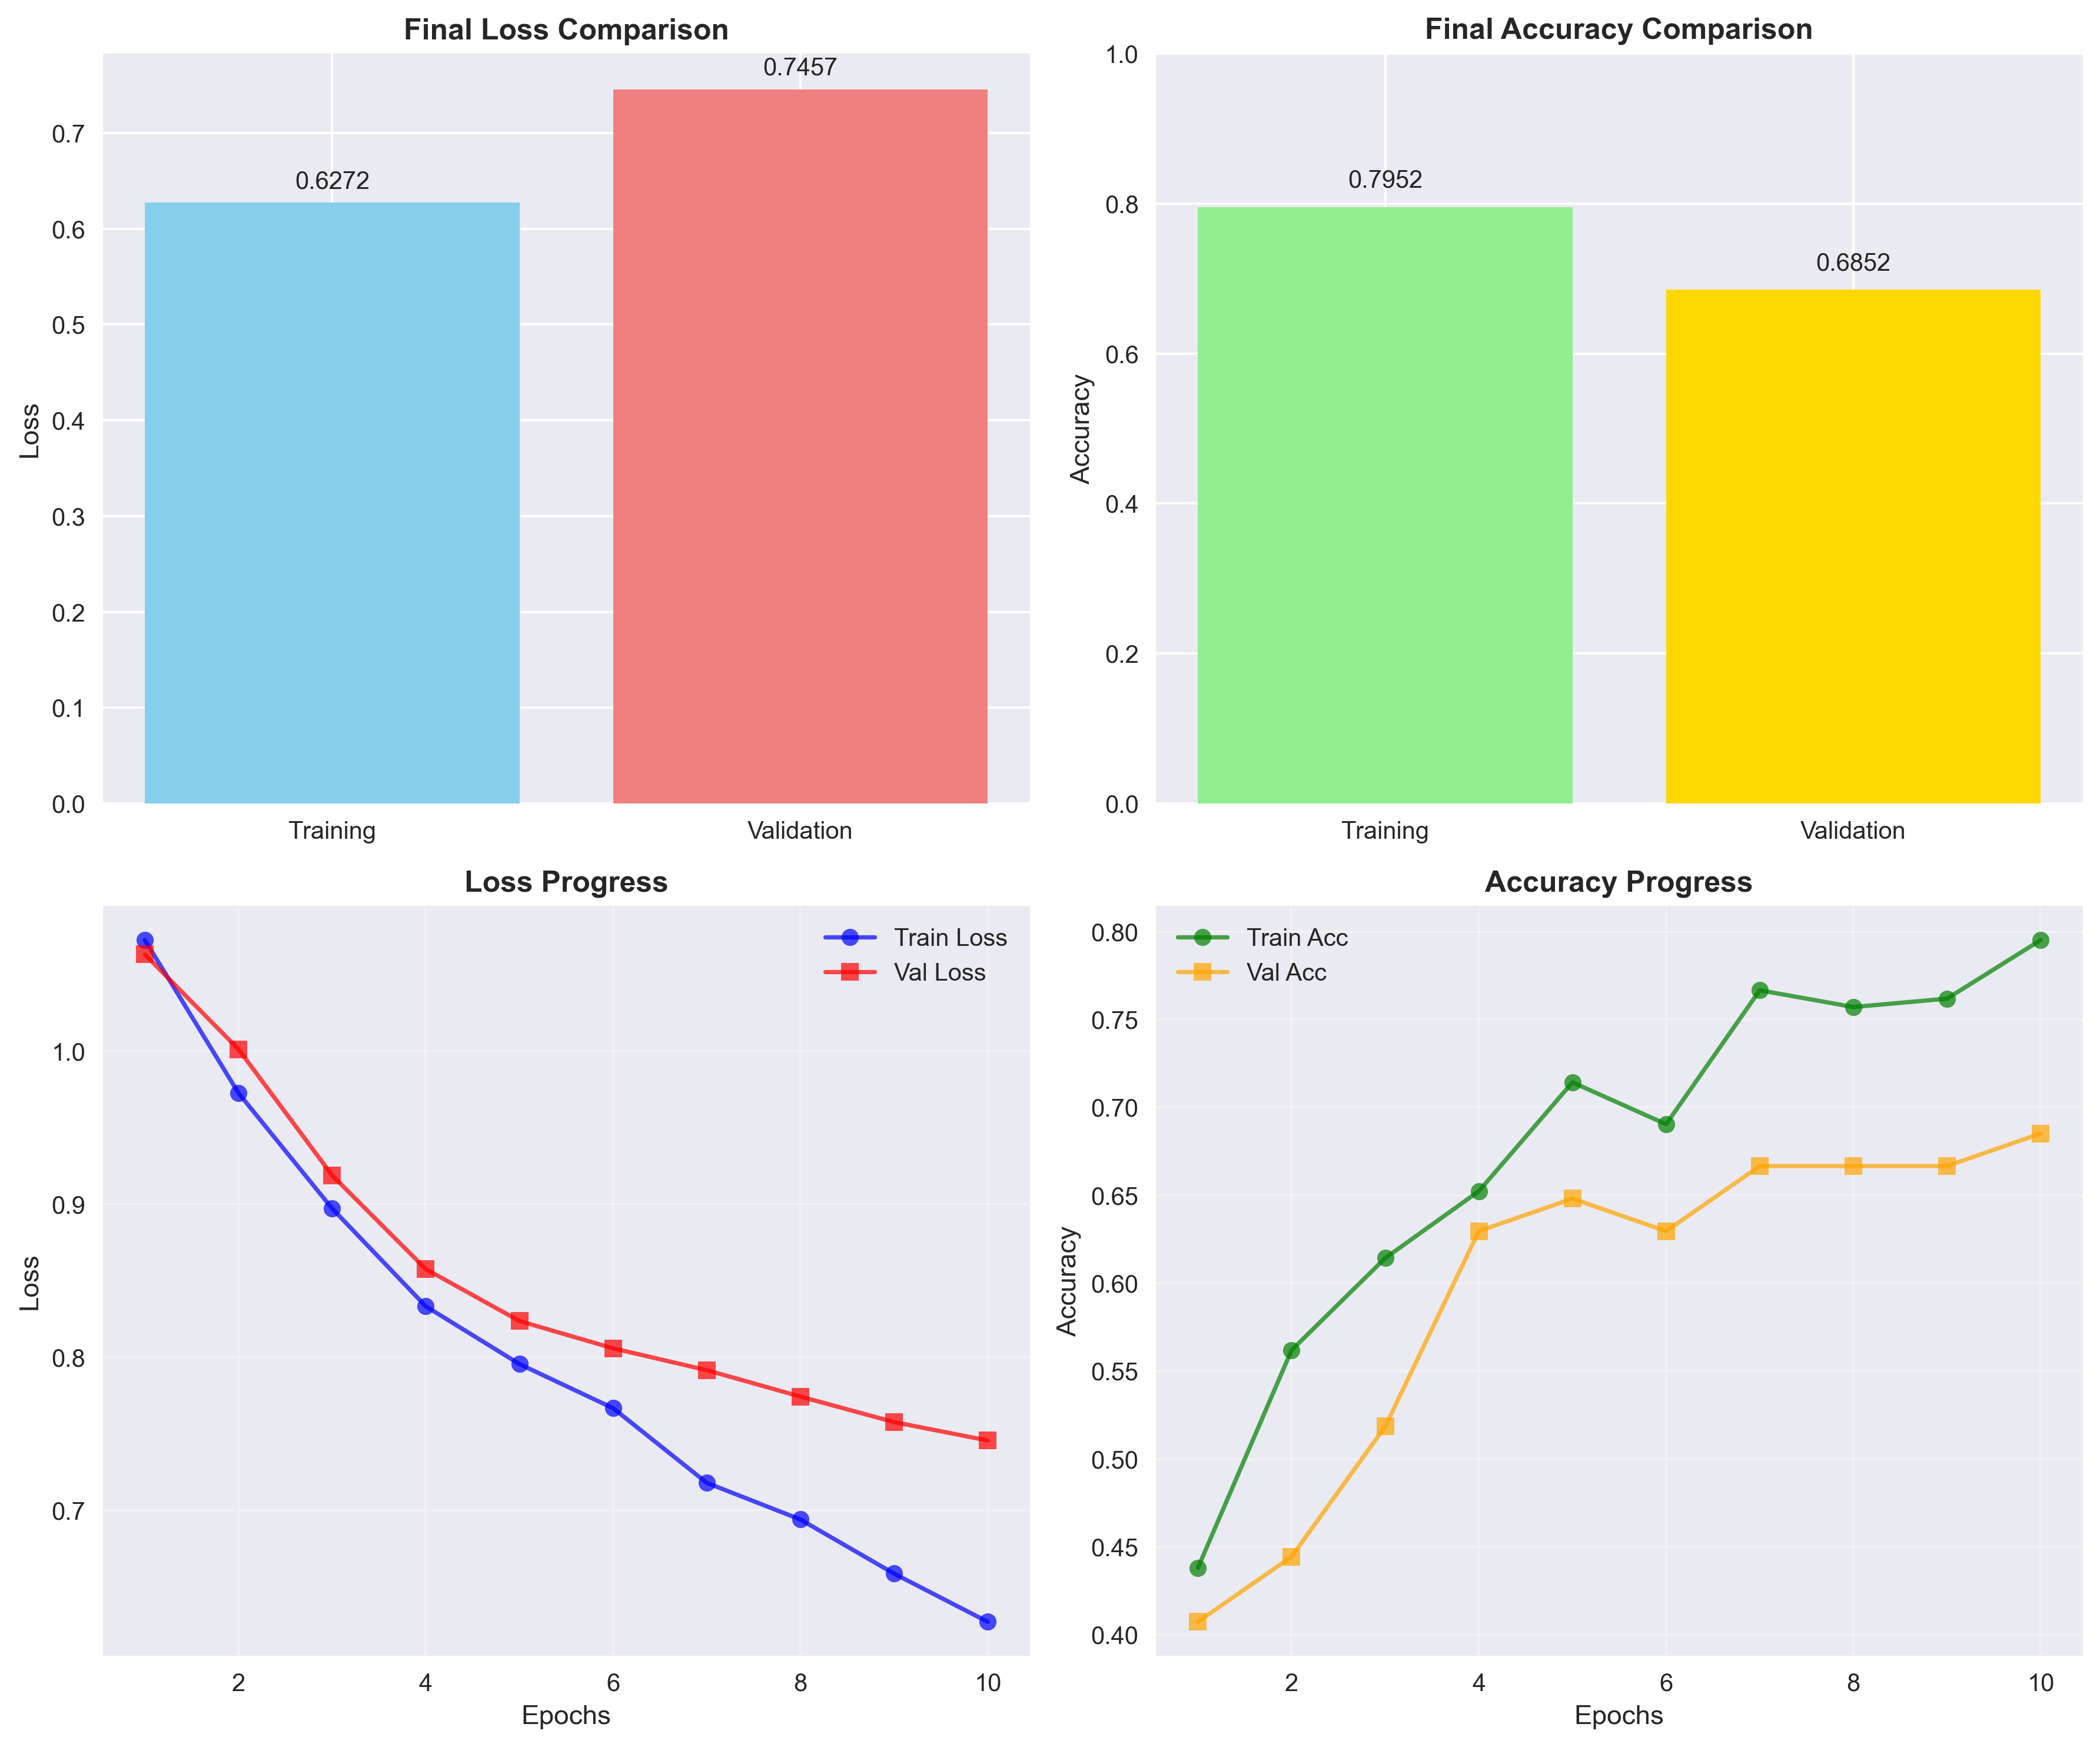 Final Loss Comparison
0.7457
0.7
0.6272
0.6
0.5
0.4
0.3
0.2
0.1
0.0
Loss
Training
Validation
Final Accuracy Comparison
1.0
0.7952
0.8
0.6852
0.6
0.4
0.2
0.0
Accuracy
Training
Validation
Loss Progress
Train Loss
Val Loss
1.0
0.9
0.8
0.7
Loss
2
4
6
8
10
Epochs
Accuracy Progress
Train Acc
Val Acc
0.80
0.75
0.70
0.65
0.60
0.55
0.50
0.45
0.40
Accuracy
2
4
6
8
10
Epochs